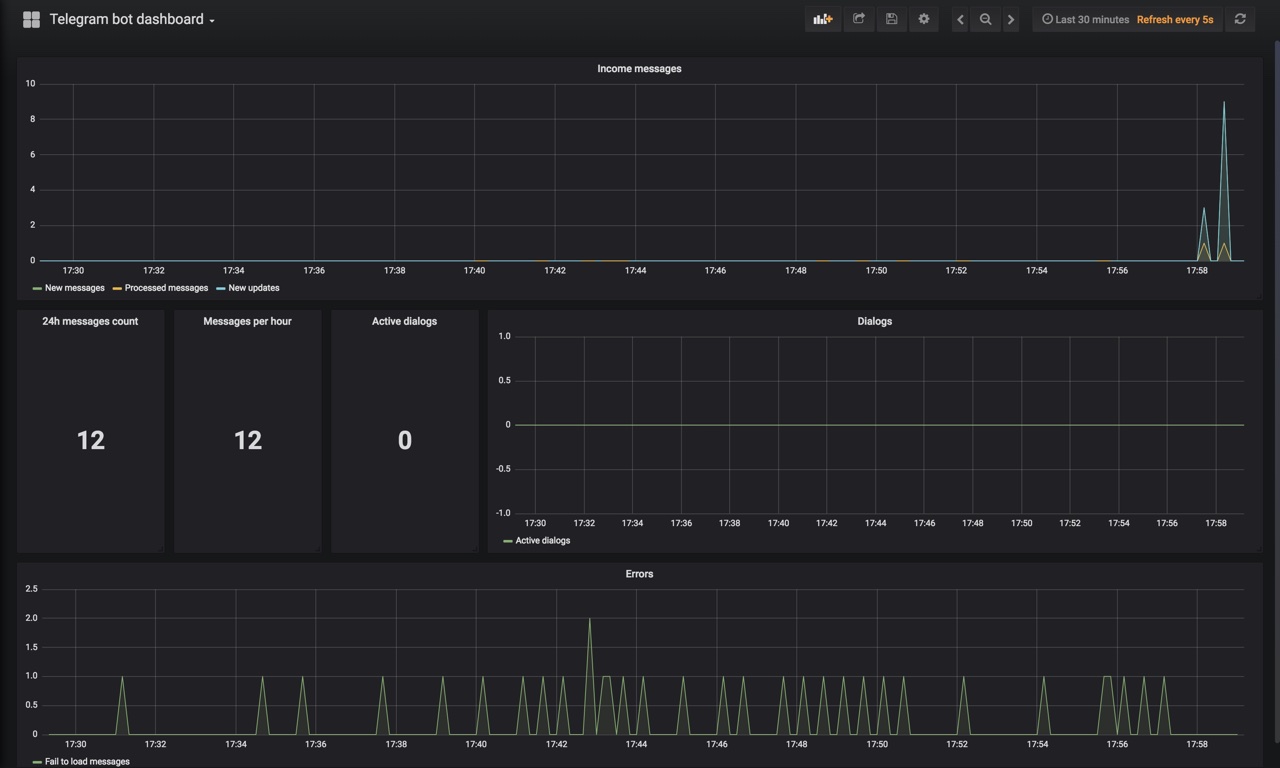 Telegram bot dashboard
Last 30 minutes Refresh every 5s
Income messages
10
8
6
4
2
0
17:30 17:32 17:34 17:36 17:38 17:40 17:42 17:44 17:46 17:48 17:50 17:52 17:54 17:56 17:58
New messages Processed messages New updates
24h messages count
12
Messages per hour
12
Active dialogs
0
Dialogs
1.0
0.5
0
-0.5
-1.0
17:30 17:32 17:34 17:36 17:38 17:40 17:42 17:44 17:46 17:48 17:50 17:52 17:54 17:56 17:58
Active dialogs
Errors
2.5
2.0
1.5
1.0
0.5
0
17:30 17:32 17:34 17:36 17:38 17:40 17:42 17:44 17:46 17:48 17:50 17:52 17:54 17:56 17:58
Fail to load messages